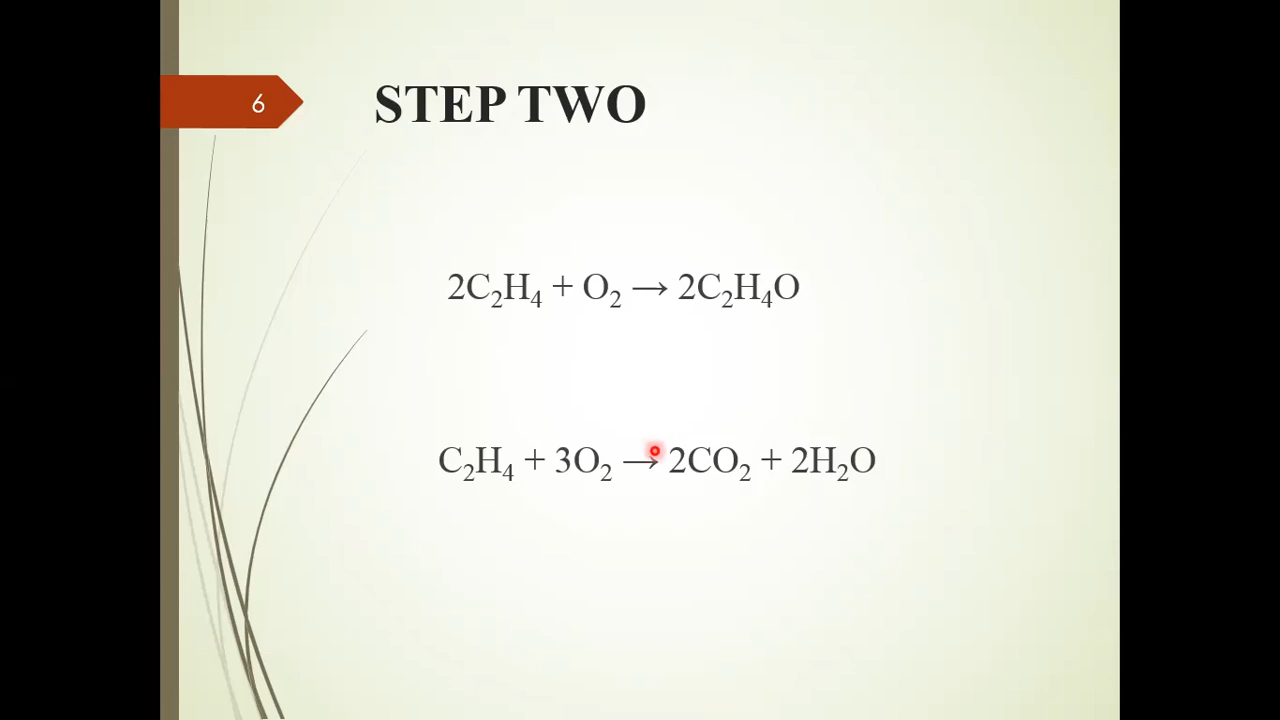 6
STEP TWO
2C₂H₄ + O₂ → 2C₂H₄O
C₂H₄ + 3O₂ → 2CO₂ + 2H₂O